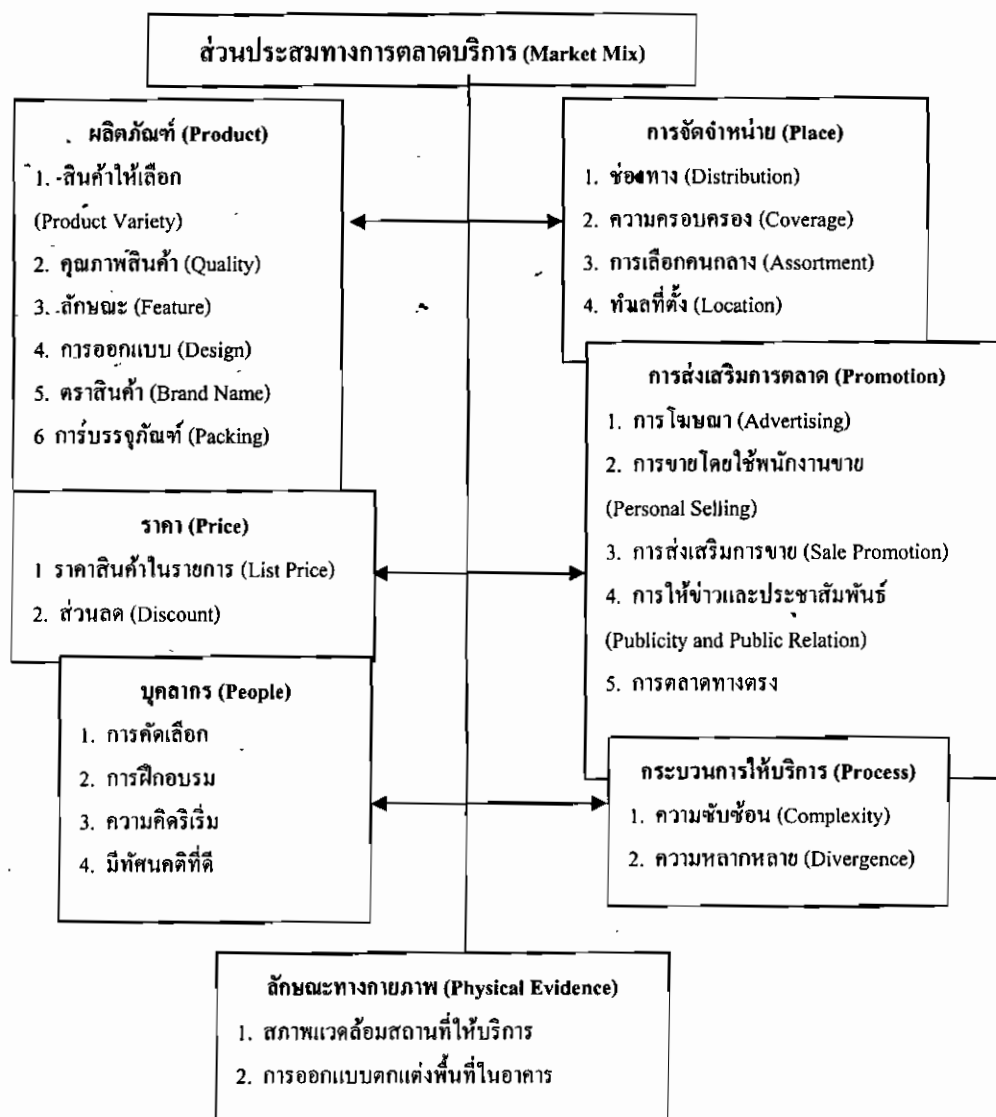 ส่วนประสมทางการตลาดบริการ (Market Mix)
ผลิตภัณฑ์ (Product)
1. สินค้าให้เลือก
(Product Variety)
2. คุณภาพสินค้า (Quality)
3. ลักษณะ (Feature)
4. การออกแบบ (Design)
5. ตราสินค้า (Brand Name)
6 การบรรจุภัณฑ์ (Packing)
การจัดจำหน่าย (Place)
1. ช่องทาง (Distribution)
2. ความครอบครอง (Coverage)
3. การเลือกคนกลาง (Assortment)
4. ทำเลที่ตั้ง (Location)
ราคา (Price)
1 ราคาสินค้าในรายการ (List Price)
2. ส่วนลด (Discount)
การส่งเสริมการตลาด (Promotion)
1. การโฆษณา (Advertising)
2. การขายโดยใช้พนักงานขาย
(Personal Selling)
3. การส่งเสริมการขาย (Sale Promotion)
4. การให้ข่าวและประชาสัมพันธ์
(Publicity and Public Relation)
5. การตลาดทางตรง
บุคลากร (People)
1. การคัดเลือก
2. การฝึกอบรม
3. ความคิดริเริ่ม
4. มีทัศนคติที่ดี
กระบวนการให้บริการ (Process)
1. ความซับซ้อน (Complexity)
2. ความหลากหลาย (Divergence)
ลักษณะทางกายภาพ (Physical Evidence)
1. สภาพแวดล้อมสถานที่ให้บริการ
2. การออกแบบตกแต่งพื้นที่ในอาคาร